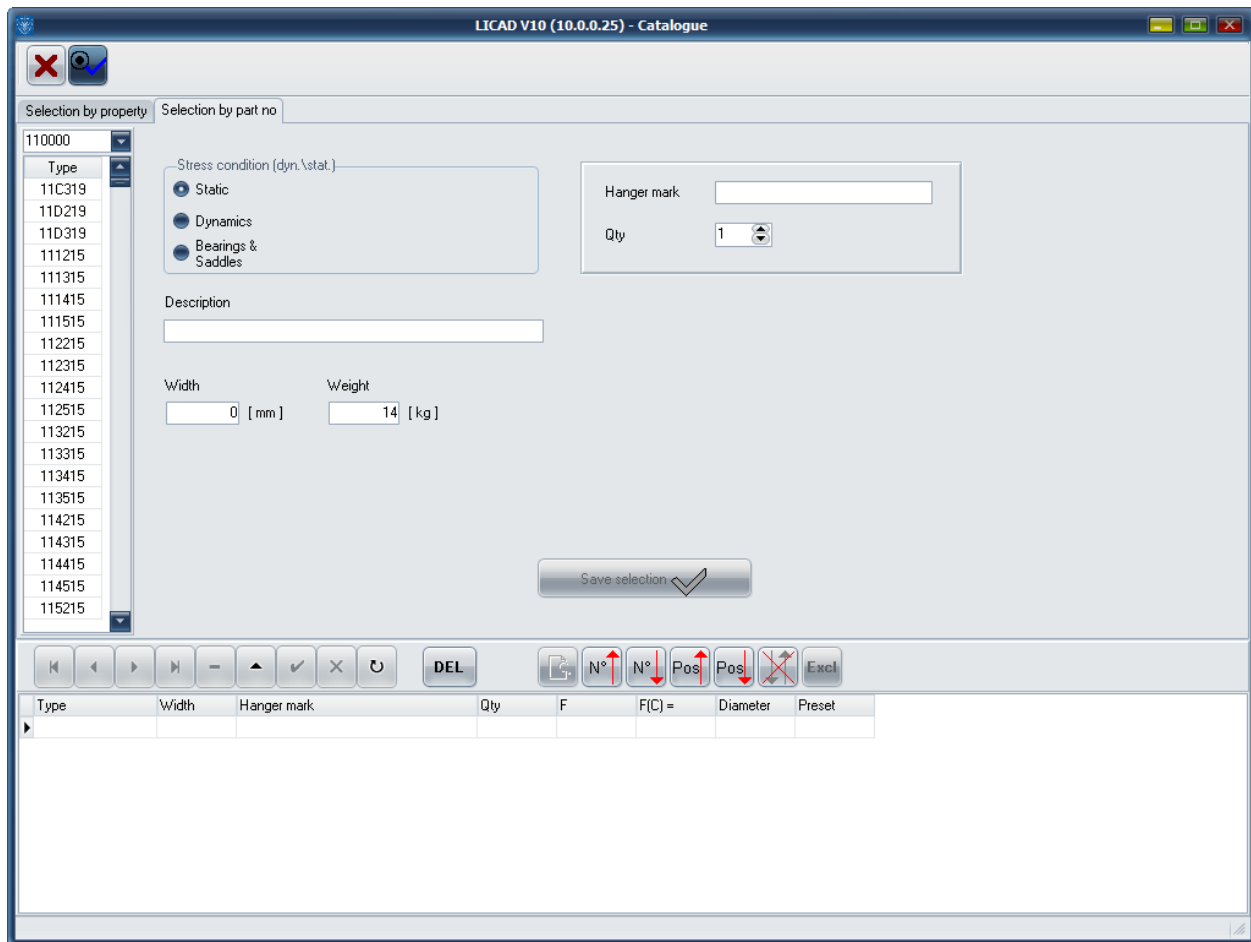 LICAD V10 (10.0.0.25) - Catalogue
Selection by property
Selection by part no
110000
Type
11C319
11D219
11D319
111215
111315
111415
111515
112215
112315
112415
112515
113215
113315
113415
113515
114215
114315
114415
114515
115215
Stress condition (dyn.\stat.)
Static
Dynamics
Bearings &
Saddles
Hanger mark
Qty 1
Description
Width Weight
0 [ mm ] 14 [ kg ]
Save selection
DEL N° N° Pos Pos Excl
Type Width Hanger mark Qty F F(C) = Diameter Preset